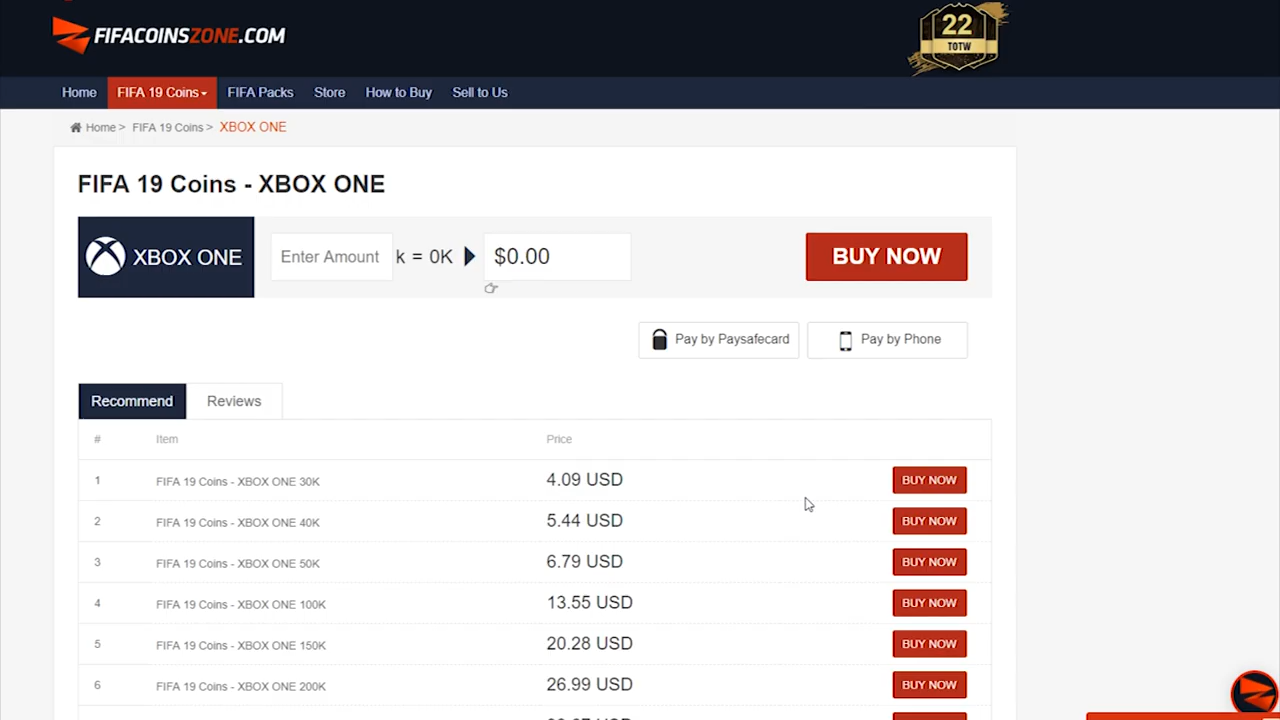 FIFACOINSZONE.COM
22
TOTW
Home FIFA 19 Coins FIFA Packs Store How to Buy Sell to Us
Home > FIFA 19 Coins > XBOX ONE
FIFA 19 Coins - XBOX ONE
XBOX ONE Enter Amount k = 0K $0.00 BUY NOW
Pay by Paysafecard Pay by Phone
Recommend Reviews
# Item Price
1 FIFA 19 Coins - XBOX ONE 30K 4.09 USD BUY NOW
2 FIFA 19 Coins - XBOX ONE 40K 5.44 USD BUY NOW
3 FIFA 19 Coins - XBOX ONE 50K 6.79 USD BUY NOW
4 FIFA 19 Coins - XBOX ONE 100K 13.55 USD BUY NOW
5 FIFA 19 Coins - XBOX ONE 150K 20.28 USD BUY NOW
6 FIFA 19 Coins - XBOX ONE 200K 26.99 USD BUY NOW